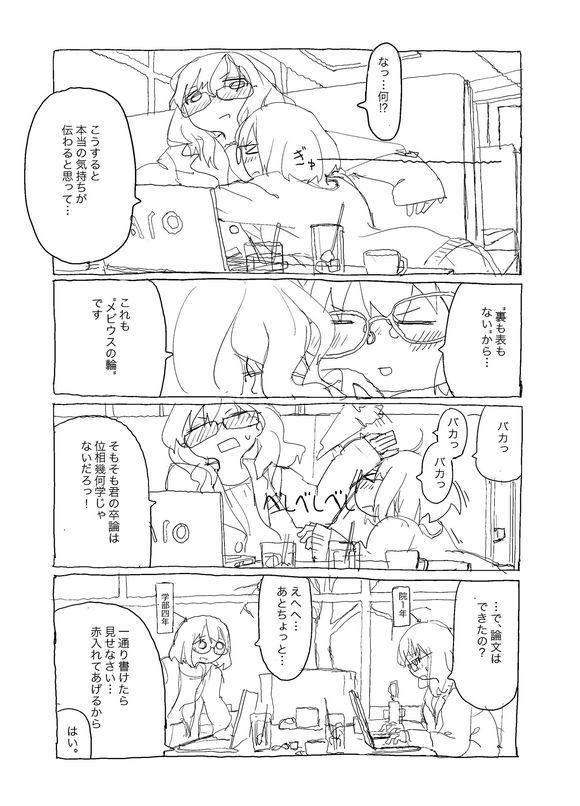 なっ…何!?
ぎゅ
こうすると
本当の気持ちが
伝わると思って…
"裏も表も
ない"から…
これも
"メビウスの輪"
です
バカっ
バカっ
バカっ
べしべしべし
そもそも君の卒論は
位相幾何学じゃ
ないだろっ!
…で、論文は
できたの?
院1年
えへへ…
あとちょっと…
学部四年
一通り書けたら
見せなさい…
赤入れてあげるから
はい。